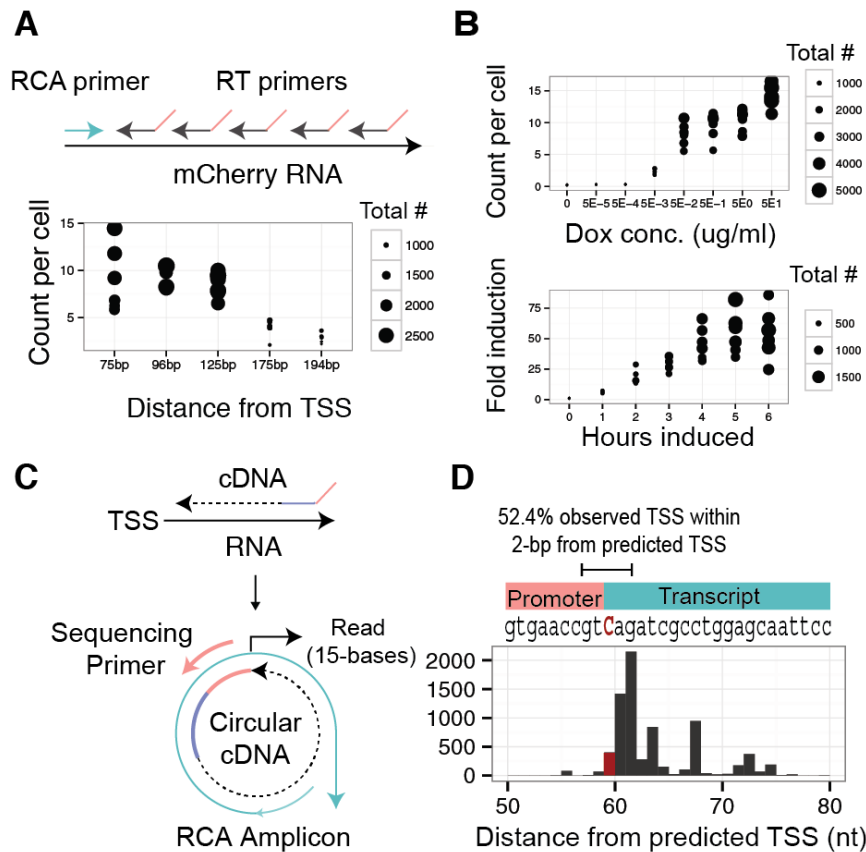 A
RCA primer
RT primers
mCherry RNA
Count per cell
15
10
5
75bp
96bp
125bp
175bp
194bp
Distance from TSS
Total #
1000
1500
2000
2500
B
Count per cell
15
10
5
0
0
5E−5
5E−4
5E−3
5E−2
5E−1
5E0
5E1
Dox conc. (ug/ml)
Total #
1000
2000
3000
4000
5000
Fold induction
75
50
25
0
0
1
2
3
4
5
6
Hours induced
Total #
500
1000
1500
C
cDNA
TSS
RNA
Sequencing
Primer
Read
(15-bases)
Circular
cDNA
RCA Amplicon
D
52.4% observed TSS within
2-bp from predicted TSS
Promoter
Transcript
gtgaaccgtCagatcgcctggagcaattcc
2000
1500
1000
500
0
50
60
70
80
Distance from predicted TSS (nt)